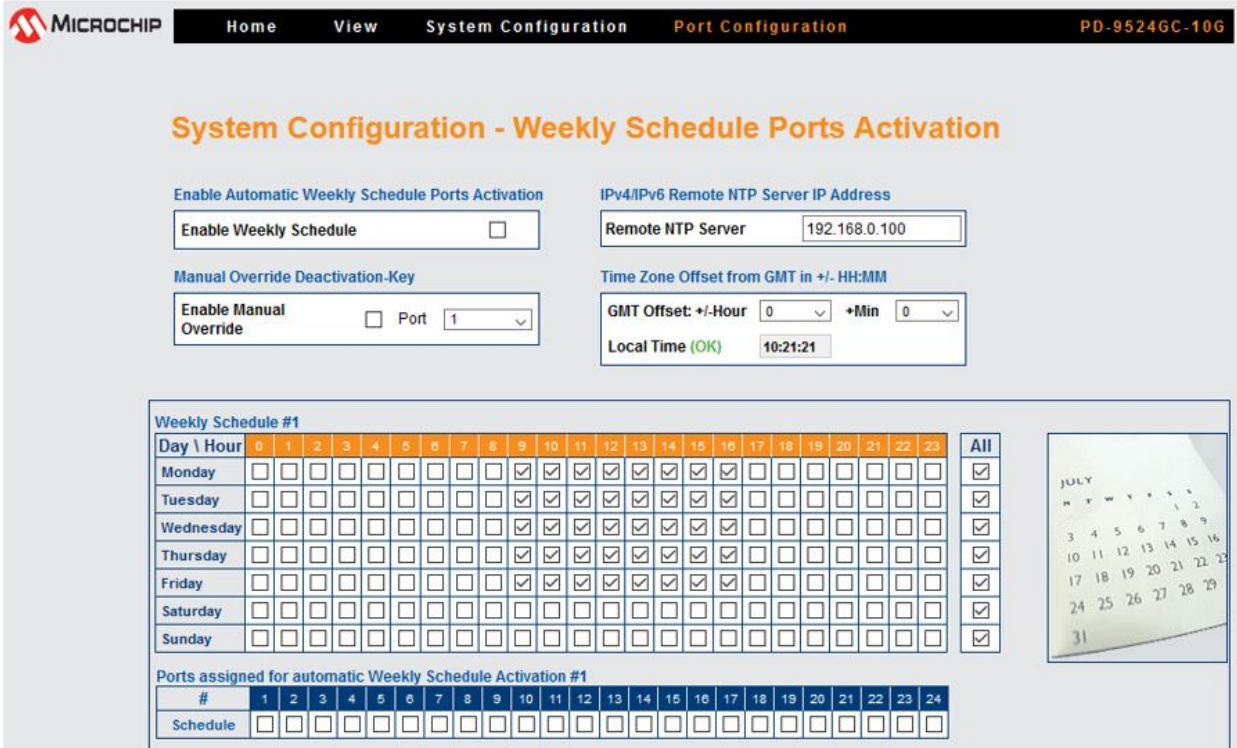 MICROCHIP Home View System Configuration Port Configuration PD-9524GC-10G
System Configuration - Weekly Schedule Ports Activation
Enable Automatic Weekly Schedule Ports Activation
Enable Weekly Schedule
IPv4/IPv6 Remote NTP Server IP Address
Remote NTP Server 192.168.0.100
Manual Override Deactivation-Key
Enable Manual
Override
Port 1
Time Zone Offset from GMT in +/- HH:MM
GMT Offset: +/-Hour 0 +Min 0
Local Time (OK) 10:21:21
Weekly Schedule #1
Day \ Hour 0 1 2 3 4 5 6 7 8 9 10 11 12 13 14 15 16 17 18 19 20 21 22 23 All
Monday
Tuesday
Wednesday
Thursday
Friday
Saturday
Sunday
JULY
M T W T F S S
1 2
3 4 5 6 7 8 9
10 11 12 13 14 15 16
17 18 19 20 21 22 23
24 25 26 27 28 29
31
Ports assigned for automatic Weekly Schedule Activation #1
# 1 2 3 4 5 6 7 8 9 10 11 12 13 14 15 16 17 18 19 20 21 22 23 24
Schedule